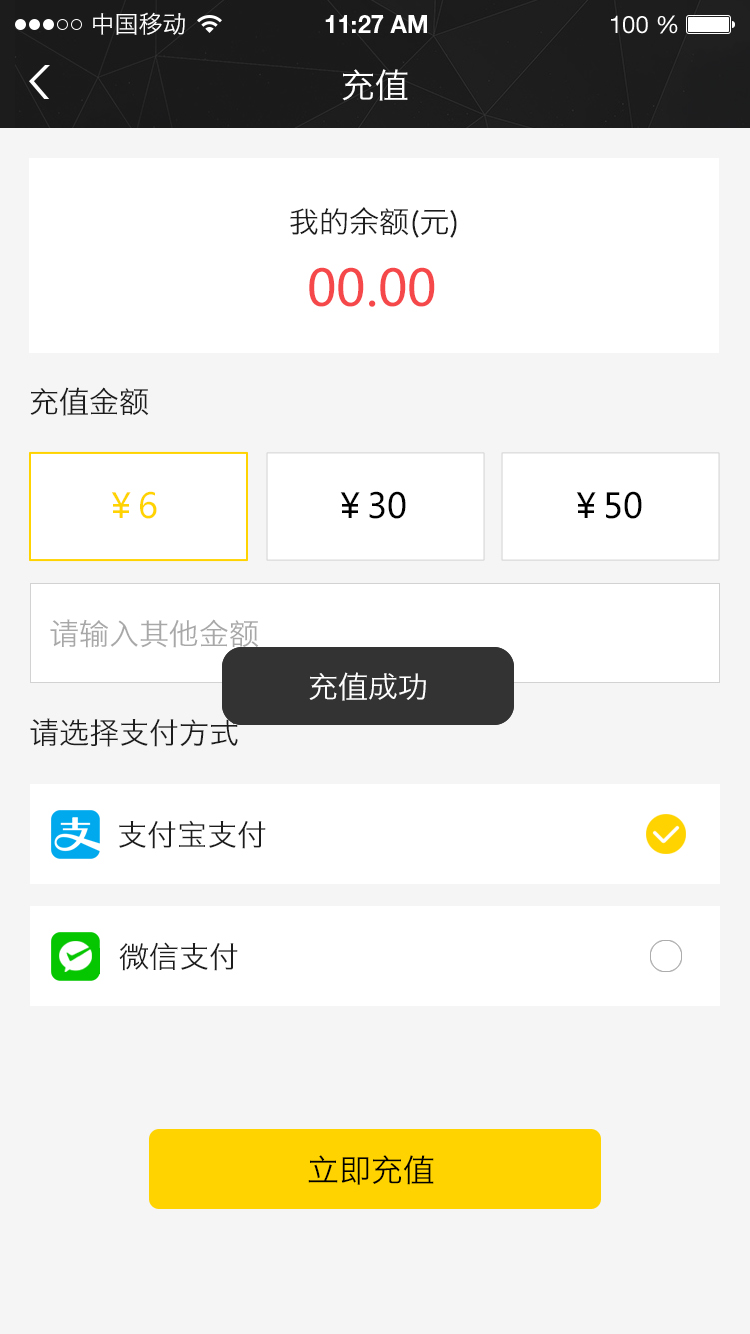 中国移动 11:27 AM 100 %
充值
我的余额(元)
00.00
充值金额
¥ 6 ¥ 30 ¥ 50
请输入其他金额
充值成功
请选择支付方式
支 支付宝支付
微信支付
立即充值